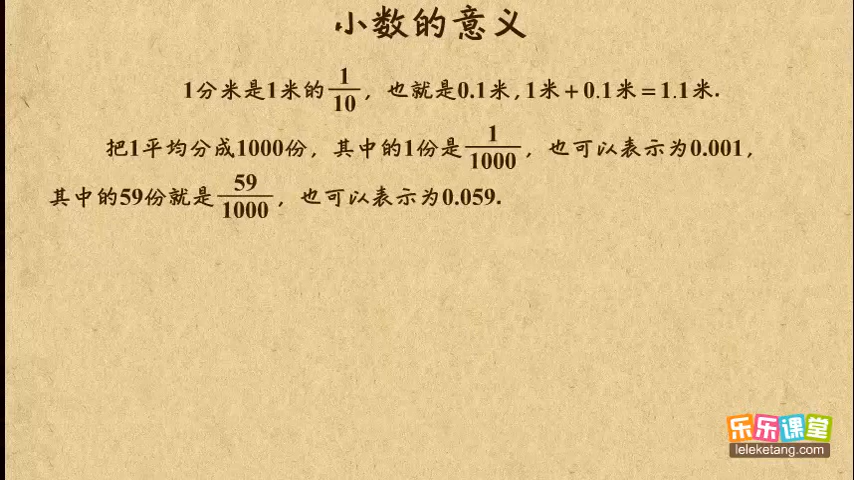 小数的意义
1分米是1米的1/10，也就是0.1米,1米+0.1米=1.1米.
把1平均分成1000份，其中的1份是1/1000，也可以表示为0.001，
其中的59份就是59/1000，也可以表示为0.059.
乐乐课堂
leleketang.com